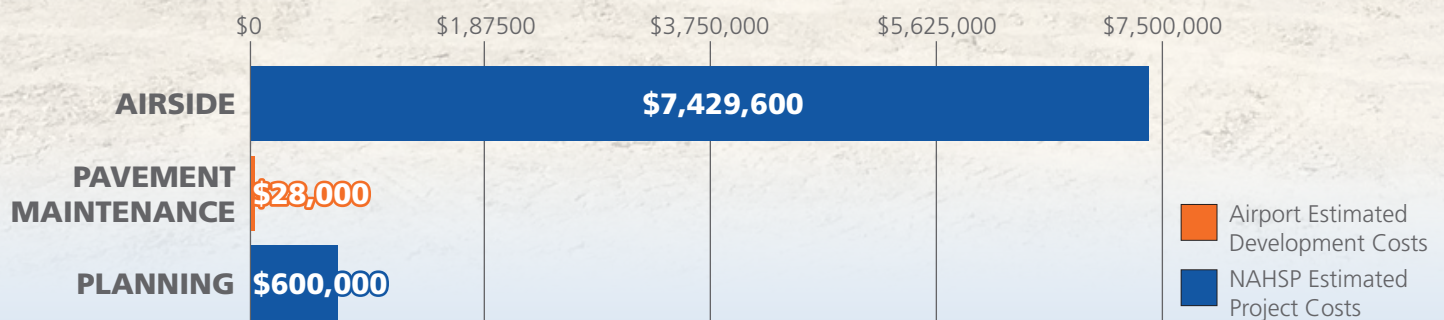 $0 $1,87500 $3,750,000 $5,625,000 $7,500,000
AIRSIDE $7,429,600
PAVEMENT
MAINTENANCE
$28,000
PLANNING $600,000
Airport Estimated
Development Costs
NAHSP Estimated
Project Costs